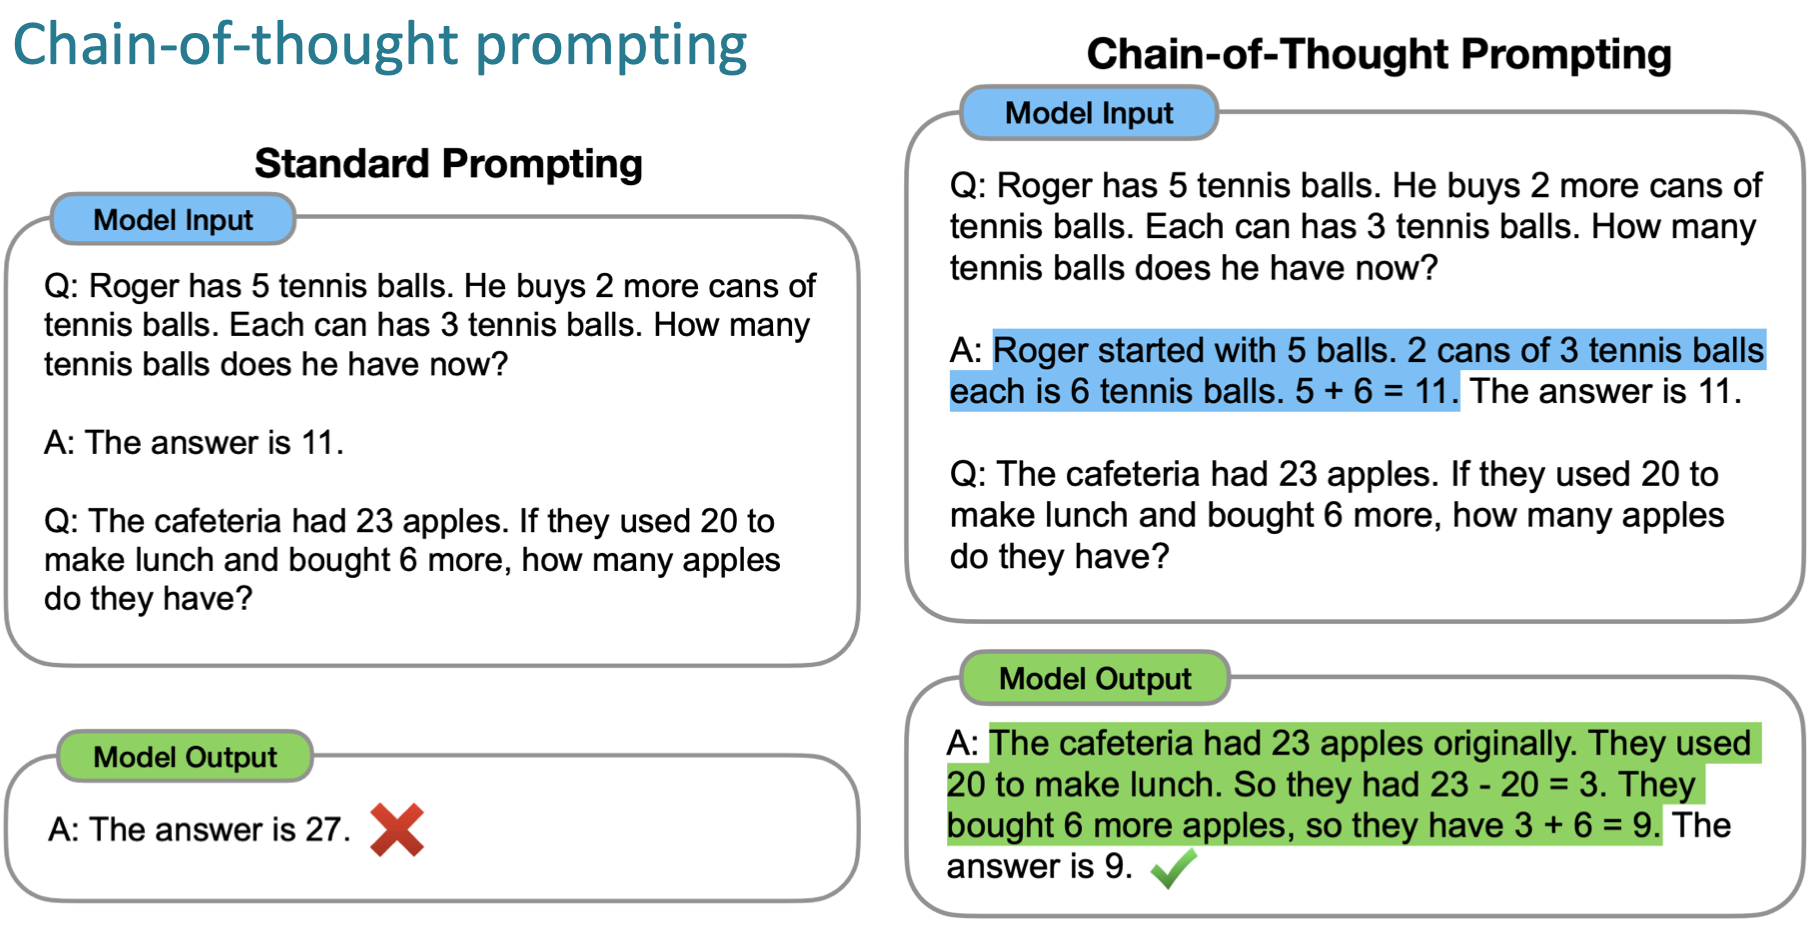 Chain-of-thought prompting
Standard Prompting
Model Input
Q: Roger has 5 tennis balls. He buys 2 more cans of
tennis balls. Each can has 3 tennis balls. How many
tennis balls does he have now?
A: The answer is 11.
Q: The cafeteria had 23 apples. If they used 20 to
make lunch and bought 6 more, how many apples
do they have?
Model Output
A: The answer is 27.
Chain-of-Thought Prompting
Model Input
Q: Roger has 5 tennis balls. He buys 2 more cans of
tennis balls. Each can has 3 tennis balls. How many
tennis balls does he have now?
A: Roger started with 5 balls. 2 cans of 3 tennis balls
each is 6 tennis balls. 5 + 6 = 11. The answer is 11.
Q: The cafeteria had 23 apples. If they used 20 to
make lunch and bought 6 more, how many apples
do they have?
Model Output
A: The cafeteria had 23 apples originally. They used
20 to make lunch. So they had 23 - 20 = 3. They
bought 6 more apples, so they have 3 + 6 = 9. The
answer is 9.